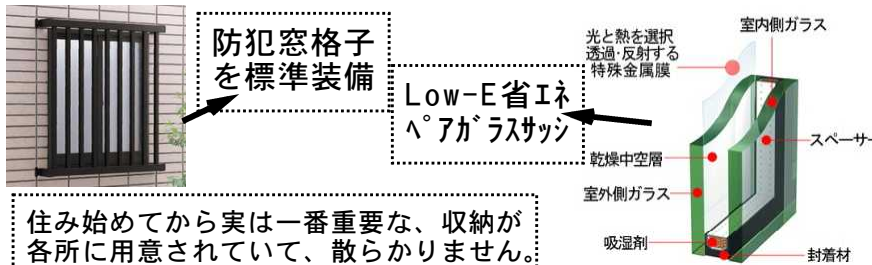 防犯窓格子
を標準装備
Low-E省エネ
ペアガラスサッシ
光と熱を選択
透過・反射する
特殊金属膜
室内側ガラス
スペーサー
乾燥中空層
室外側ガラス
吸湿剤
封着材
住み始めてから実は一番重要な、収納が
各所に用意されていて、散らかりません。